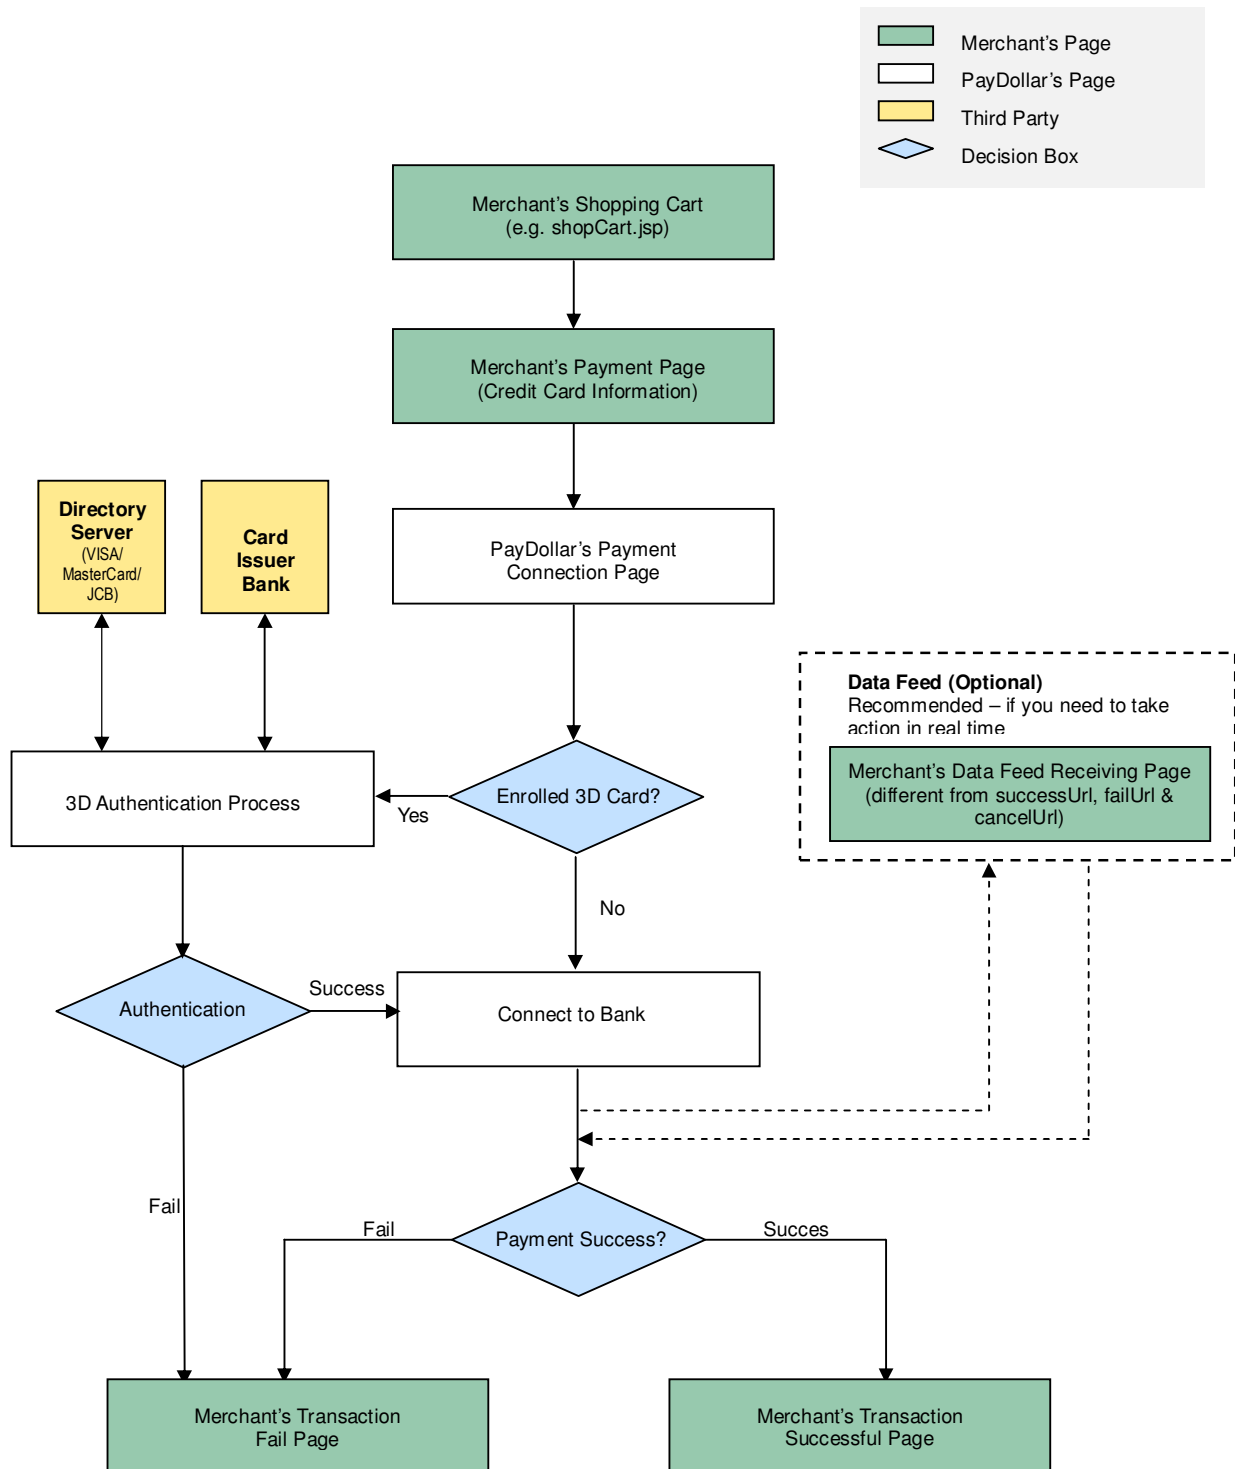 Merchant's Page
PayDollar's Page
Third Party
Decision Box
Merchant's Shopping Cart
(e.g. shopCart.jsp)
Merchant's Payment Page
(Credit Card Information)
Directory
Server
(VISA/
MasterCard/
JCB)
Card
Issuer
Bank
PayDollar's Payment
Connection Page
Data Feed (Optional)
Recommended – if you need to take
action in real time
Merchant's Data Feed Receiving Page
(different from successUrl, failUrl &
cancelUrl)
3D Authentication Process
Yes
Enrolled 3D Card?
No
Authentication
Success
Connect to Bank
Fail
Fail
Payment Success?
Succes
Merchant's Transaction
Fail Page
Merchant's Transaction
Successful Page